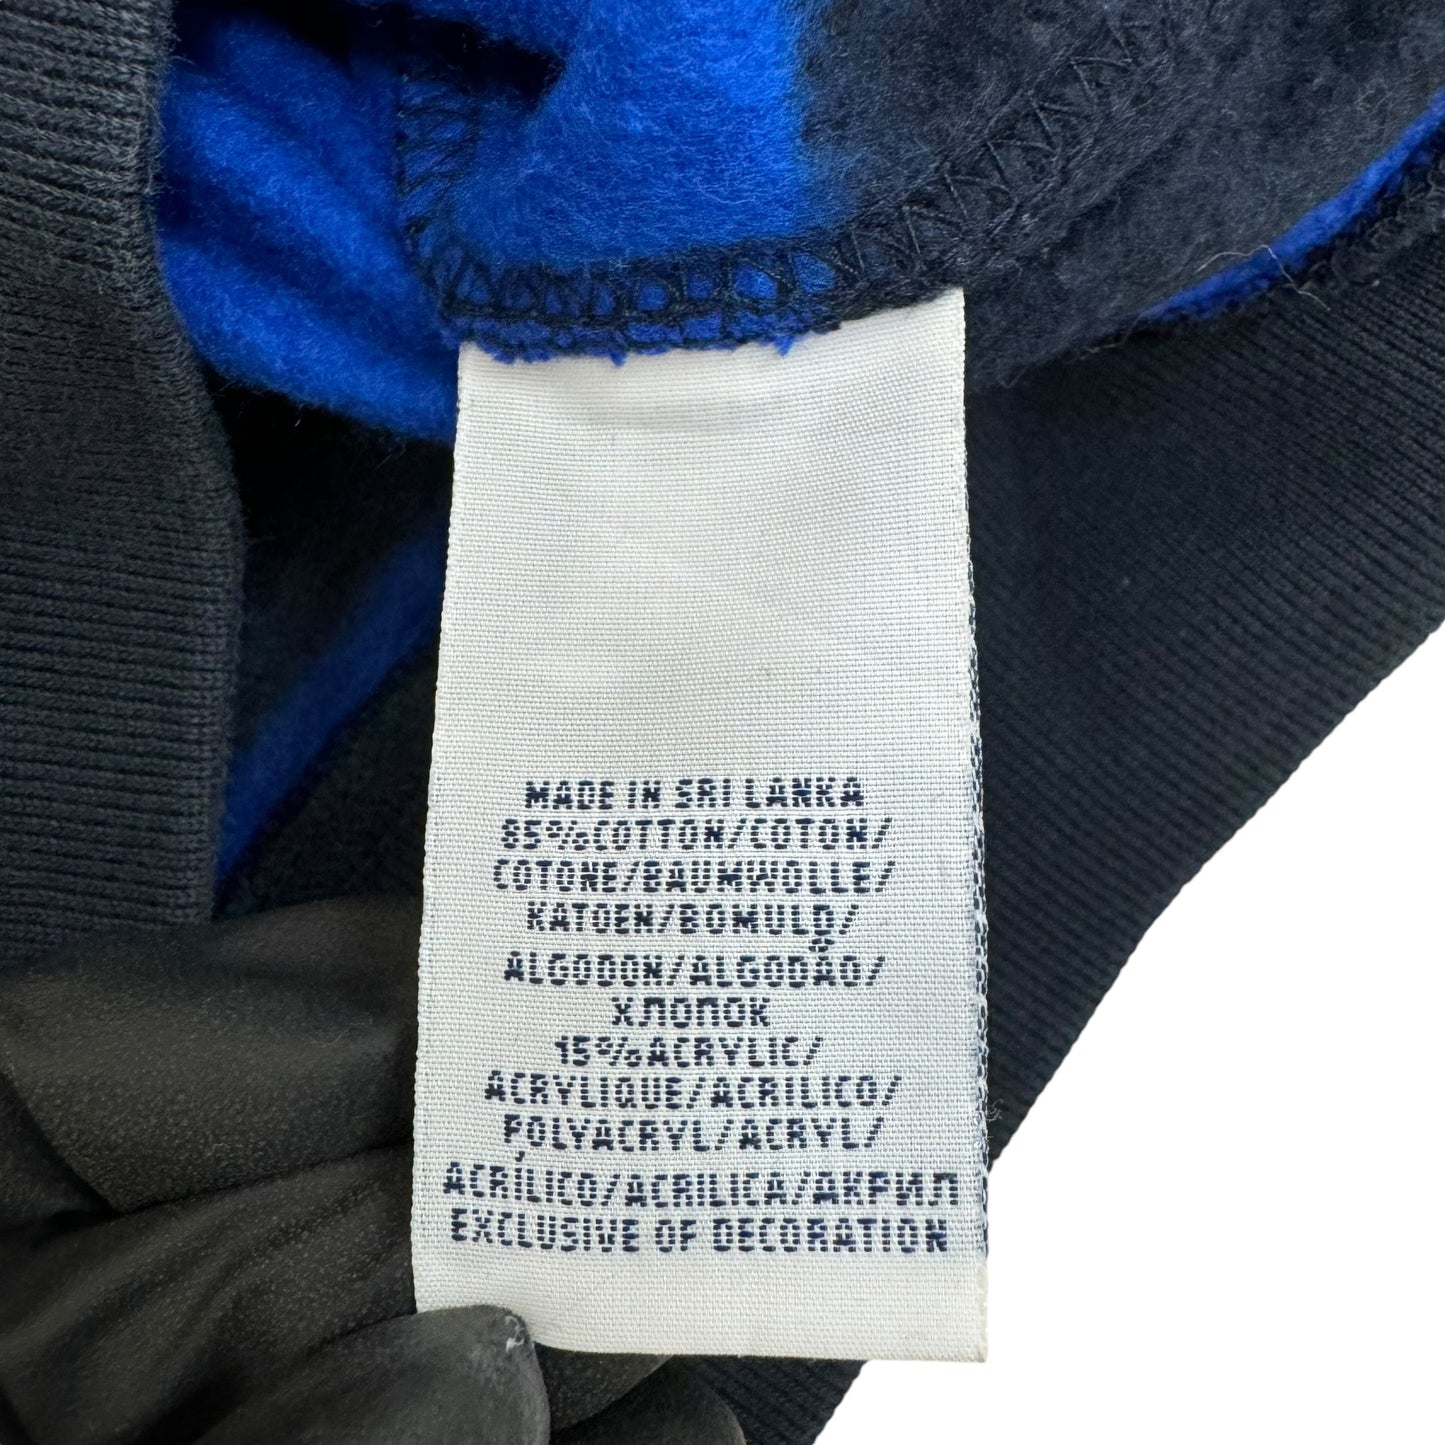 MADE IN SRI LANKA
85%COTTON/COTON/
COTONE/BAUMWOLLE/
KATOEN/BOMULD/
ALGODON/ALGODÃO/
ХЛОПОК
15%ACRYLIC/
ACRYLIQUE/ACRILICO/
POLYACRYL/ACRYL/
ACRÍLICO/ACRILICA/АКРИЛ
EXCLUSIVE OF DECORATION